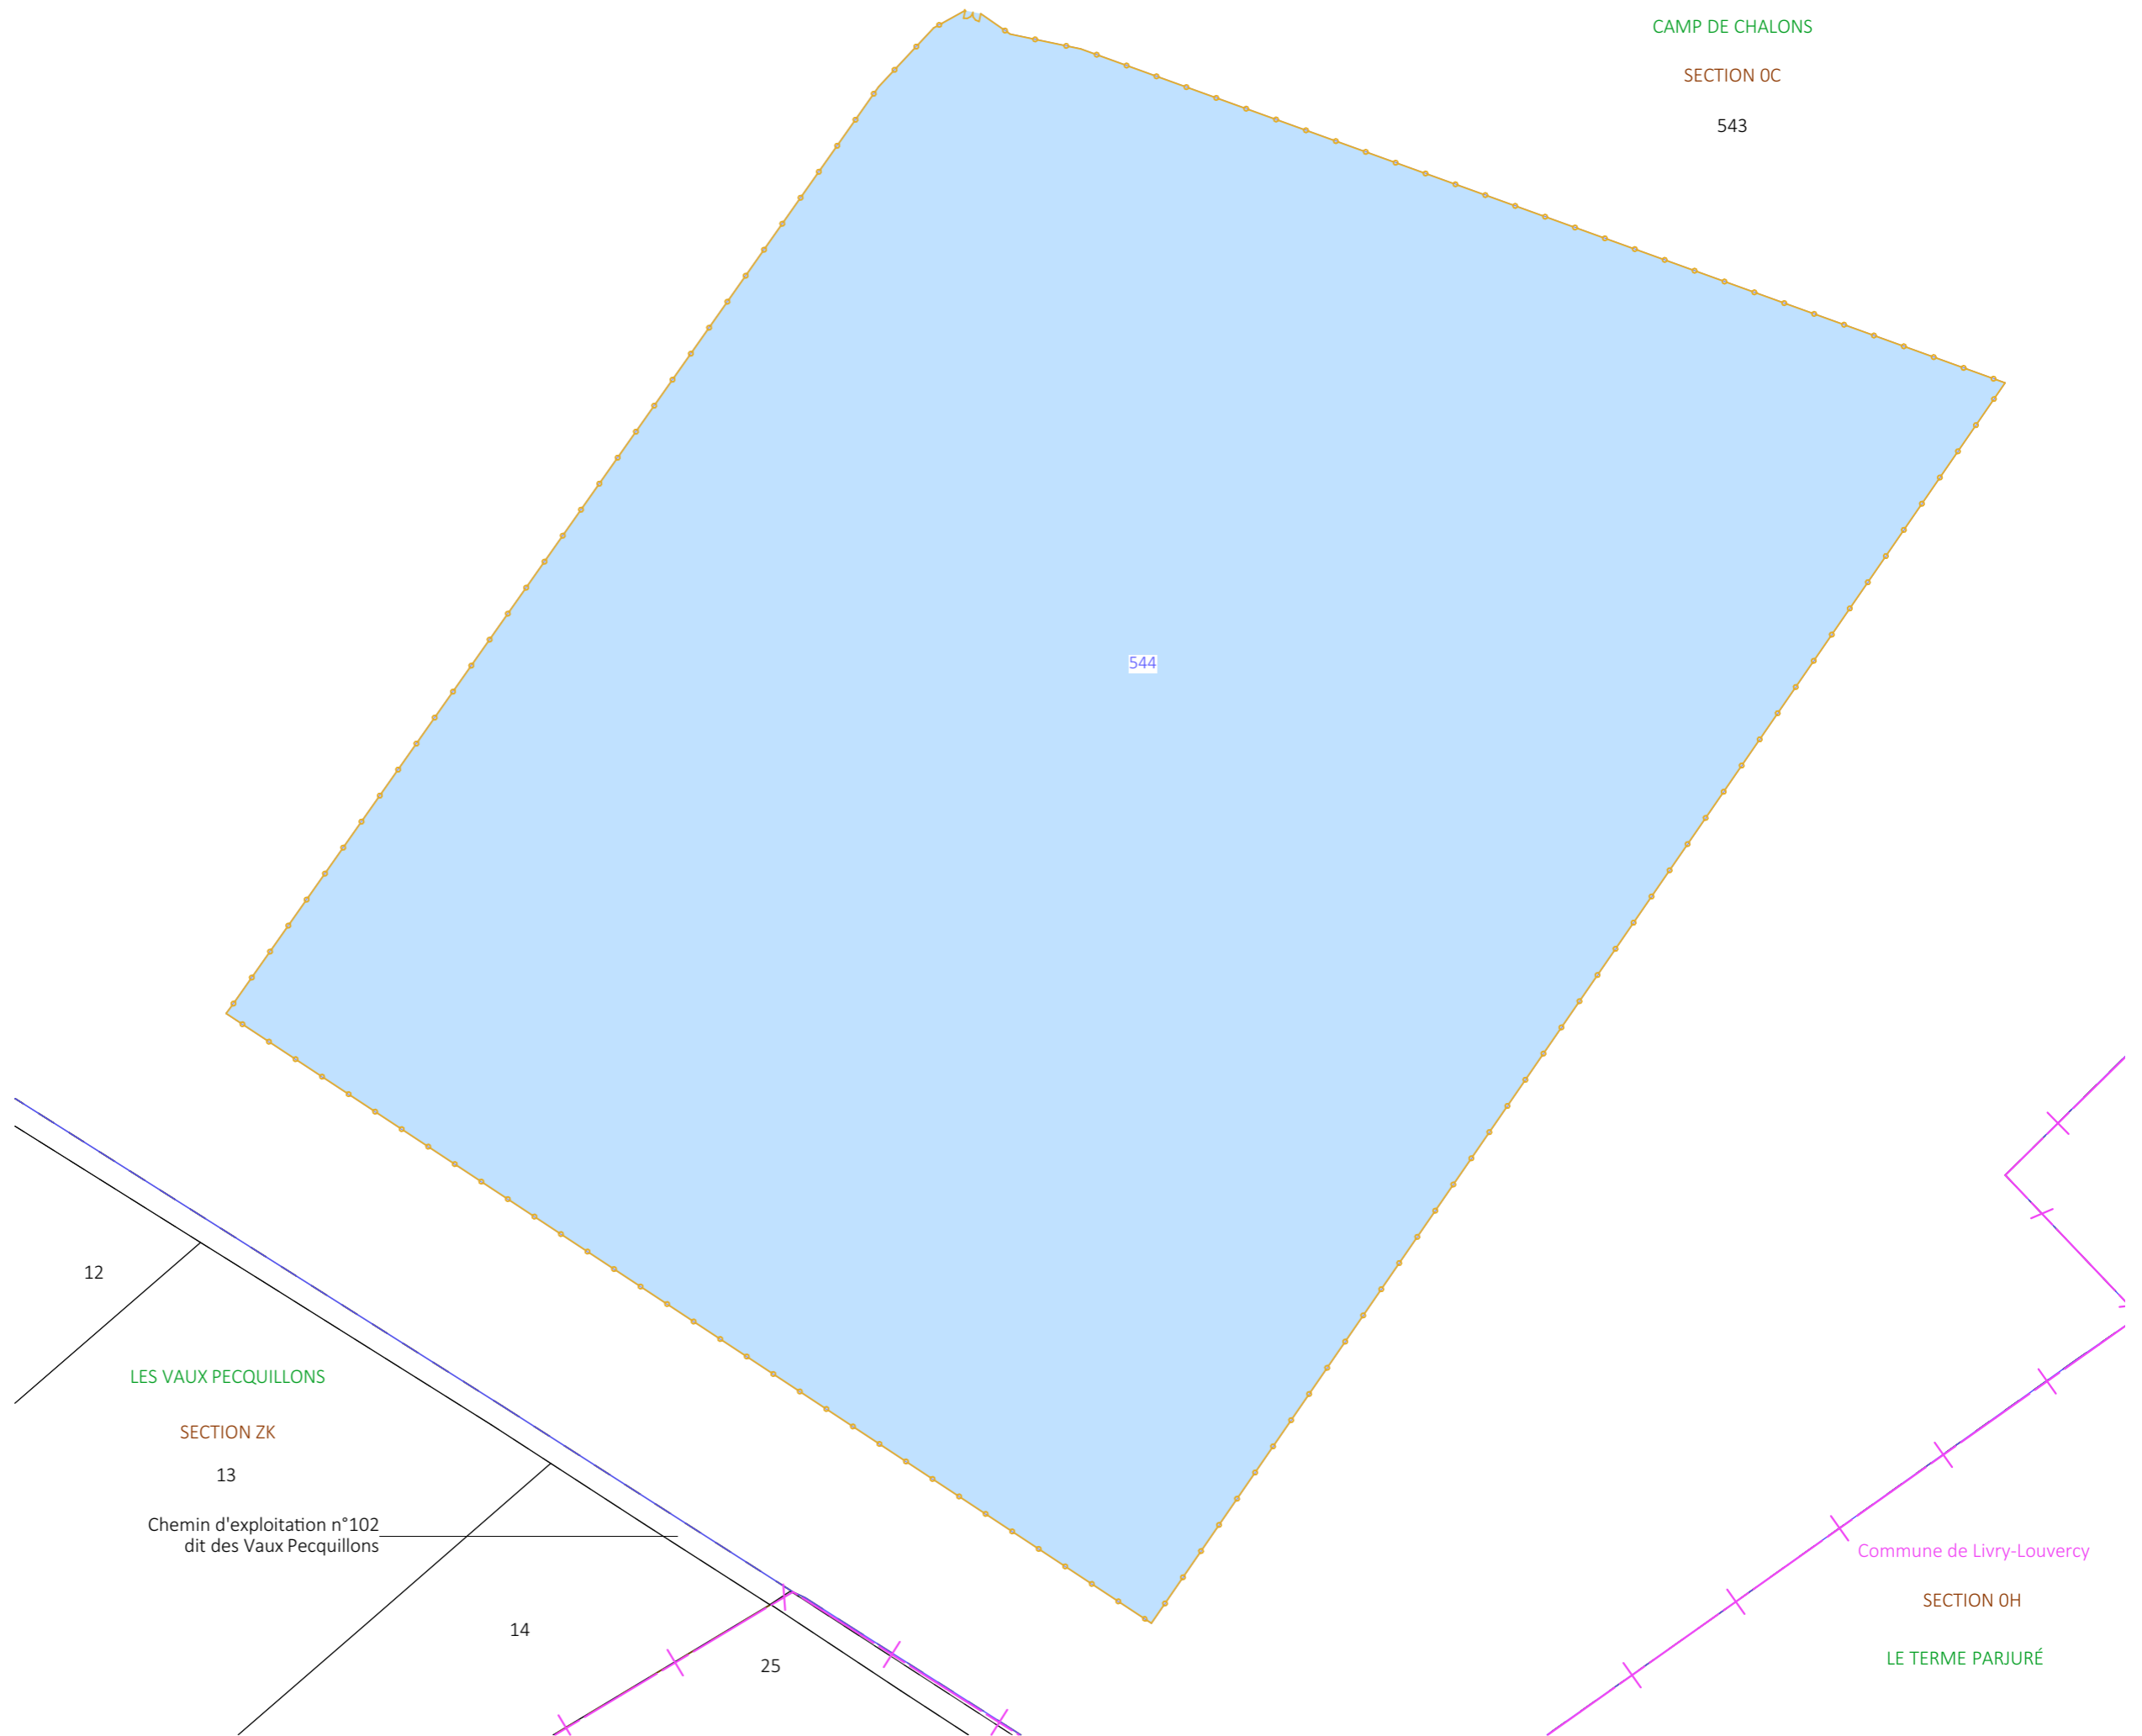 CAMP DE CHALONS
SECTION 0C
543
544
12
LES VAUX PECQUILLONS
SECTION ZK
13
Chemin d'exploitation n°102
dit des Vaux Pecquillons
14
25
Commune de Livry-Louvercy
SECTION 0H
LE TERME PARJURÉ